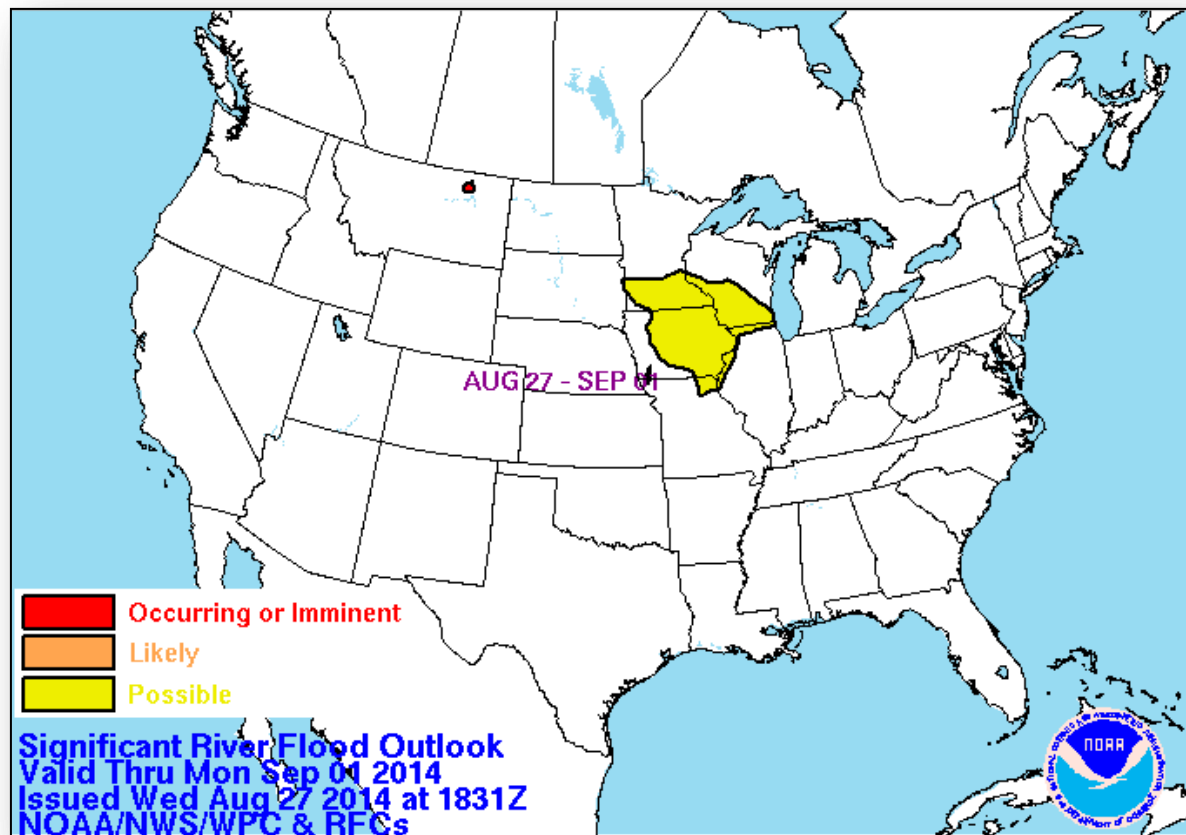 AUG 27 - SEP 01
Occurring or Imminent
Likely
Possible
Significant River Flood Outlook
Valid Thru Mon Sep 01 2014
Issued Wed Aug 27 2014 at 1831Z
NOAA/NWS/WPC & RFCs
NOAA